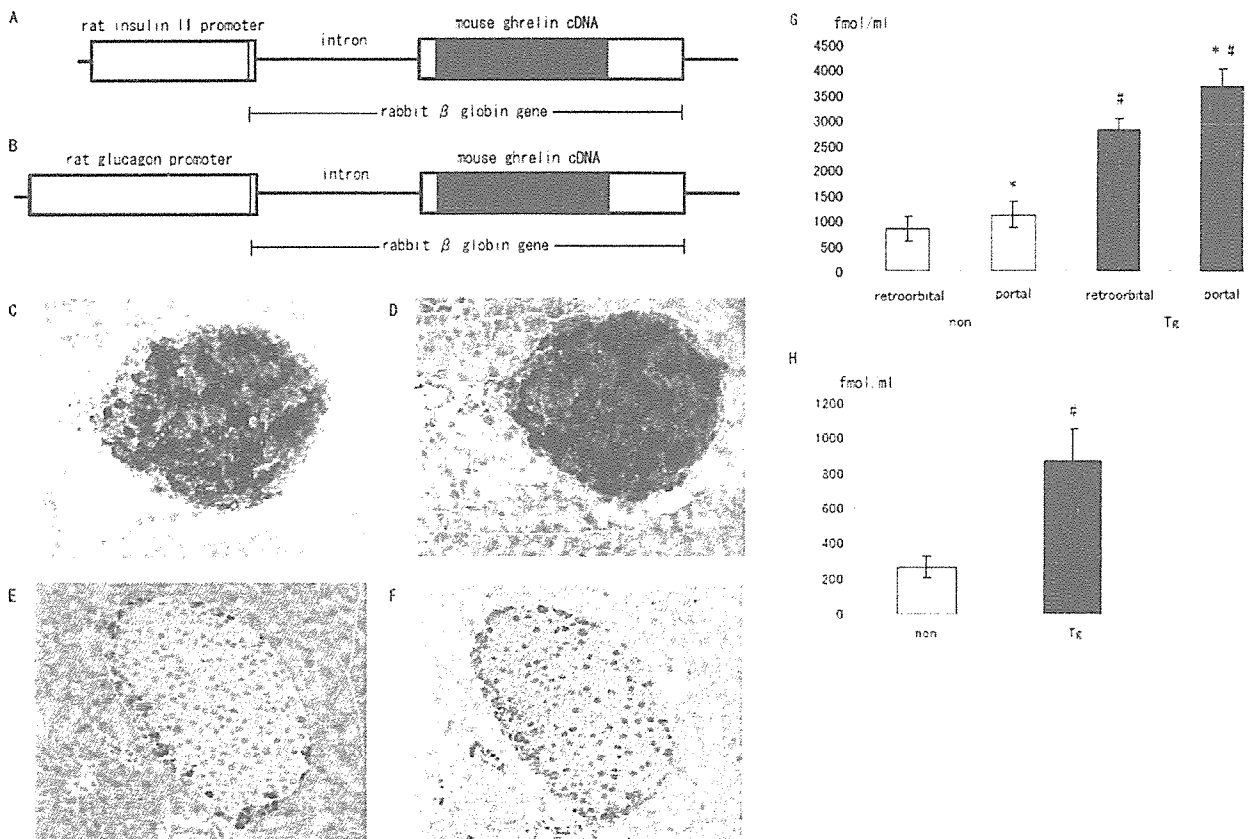 A
rat insulin II promoter
intron
mouse ghrelin cDNA
rabbit β globin gene
B
rat glucagon promoter
intron
mouse ghrelin cDNA
rabbit β globin gene
C
D
E
F
G
fmol/ml
4500
4000
3500
3000
2500
2000
1500
1000
500
0
*
#
* #
retroorbital portal retroorbital portal
non Tg
H
fmol/ml
1200
1000
800
600
400
200
0
#
non Tg